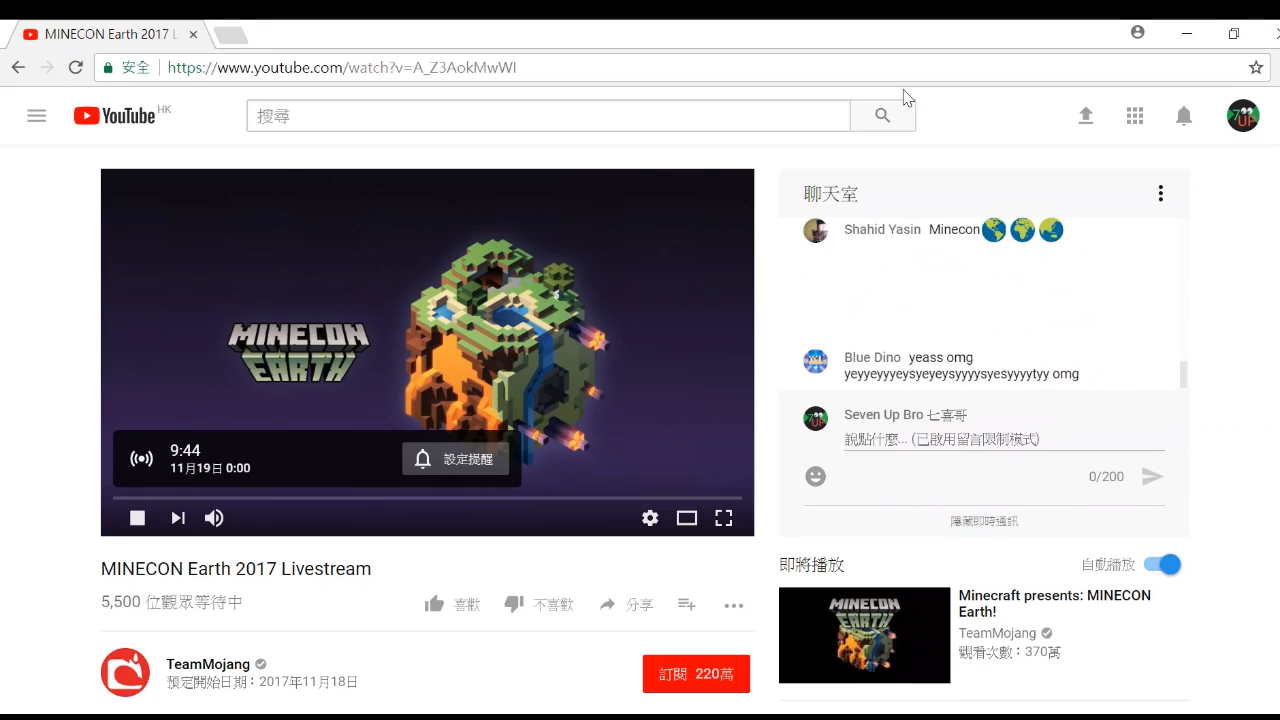 MINECON Earth 2017 L
安全
https://www.youtube.com/watch?v=A_Z3AokMwWI
YouTube HK
搜尋
7UP
MINECON
EARTH
9:44
11月19日 0:00
設定提醒
聊天室
Shahid Yasin Minecon
Blue Dino yeass omg
yeyyeyyyeysyeyeysyyyysyesyyyytyy omg
Seven Up Bro 七喜哥
說點什麼... (已啟用留言限制模式)
0/200
隱藏即時通訊
MINECON Earth 2017 Livestream
5,500 位觀眾等待中
喜歡
不喜歡
分享
TeamMojang
預定開始日期：2017年11月18日
訂閱 220萬
即將播放
自動播放
MINECON
EARTH
Minecraft presents: MINECON
Earth!
TeamMojang
觀看次數：370萬